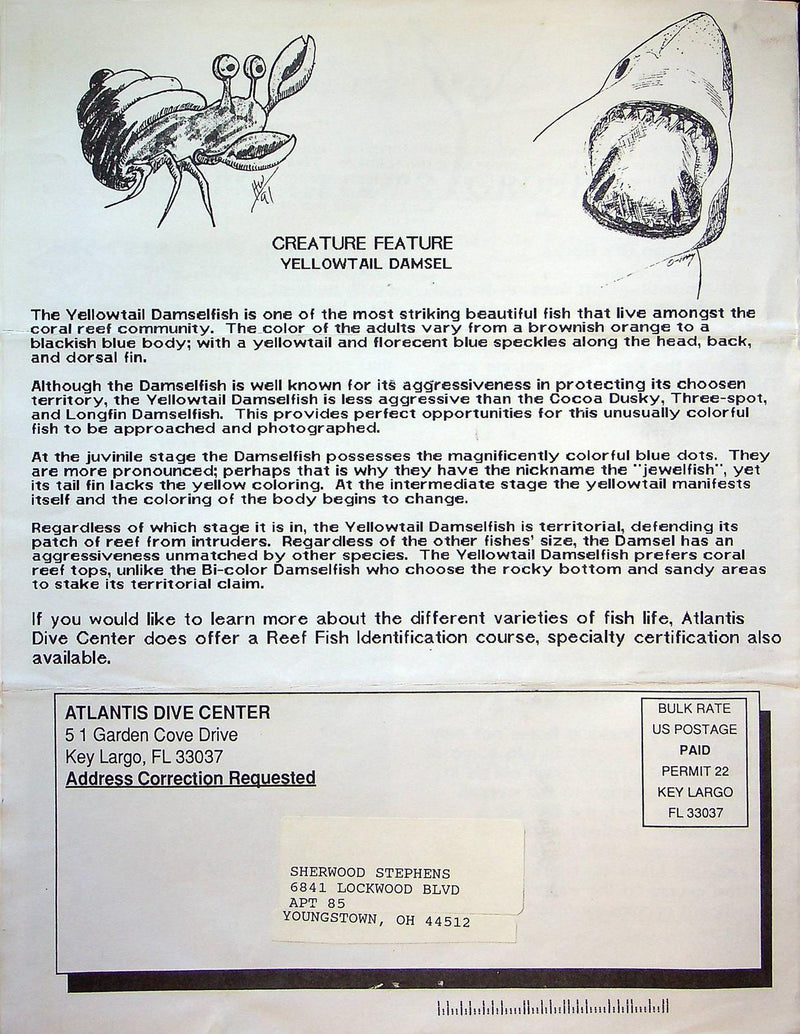 AW
91
CREATURE FEATURE
YELLOWTAIL DAMSEL
The Yellowtail Damselfish is one of the most striking beautiful fish that live amongst the
coral reef community. The color of the adults vary from a brownish orange to a
blackish blue body; with a yellowtail and florecent blue speckles along the head, back,
and dorsal fin.
Although the Damselfish is well known for its aggressiveness in protecting its choosen
territory, the Yellowtail Damselfish is less aggressive than the Cocoa Dusky, Three-spot,
and Longfin Damselfish. This provides perfect opportunities for this unusually colorful
fish to be approached and photographed.
At the juvinile stage the Damselfish possesses the magnificently colorful blue dots. They
are more pronounced; perhaps that is why they have the nickname the "jewelfish", yet
its tail fin lacks the yellow coloring. At the intermediate stage the yellowtail manifests
itself and the coloring of the body begins to change.
Regardless of which stage it is in, the Yellowtail Damselfish is territorial, defending its
patch of reef from intruders. Regardless of the other fishes' size, the Damsel has an
aggressiveness unmatched by other species. The Yellowtail Damselfish prefers coral
reef tops, unlike the Bi-color Damselfish who choose the rocky bottom and sandy areas
to stake its territorial claim.
If you would like to learn more about the different varieties of fish life, Atlantis
Dive Center does offer a Reef Fish Identification course, specialty certification also
available.
ATLANTIS DIVE CENTER
5 1 Garden Cove Drive
Key Largo, FL 33037
Address Correction Requested
BULK RATE
US POSTAGE
PAID
PERMIT 22
KEY LARGO
FL 33037
SHERWOOD STEPHENS
6841 LOCKWOOD BLVD
APT 85
YOUNGSTOWN, OH 44512